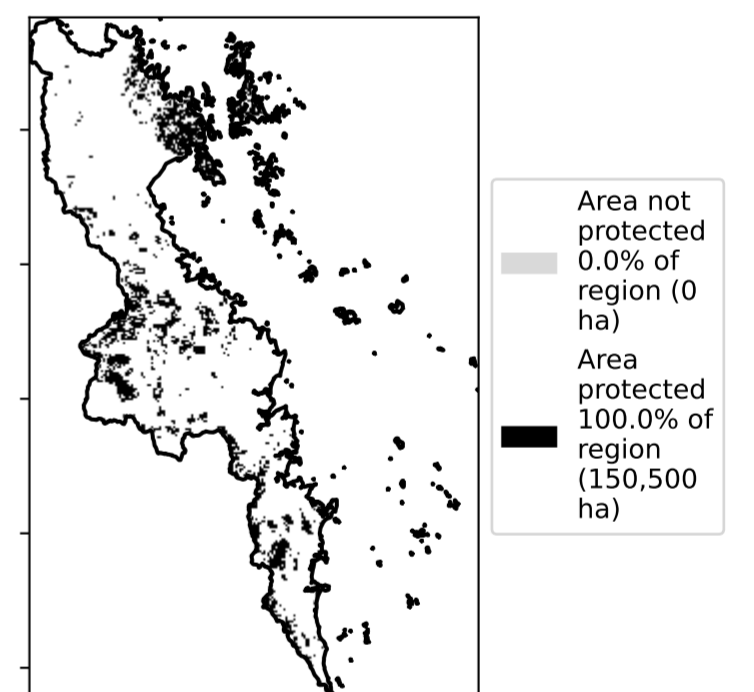 Area not
protected
0.0% of
region (0
ha)
Area
protected
100.0% of
region
(150,500
ha)